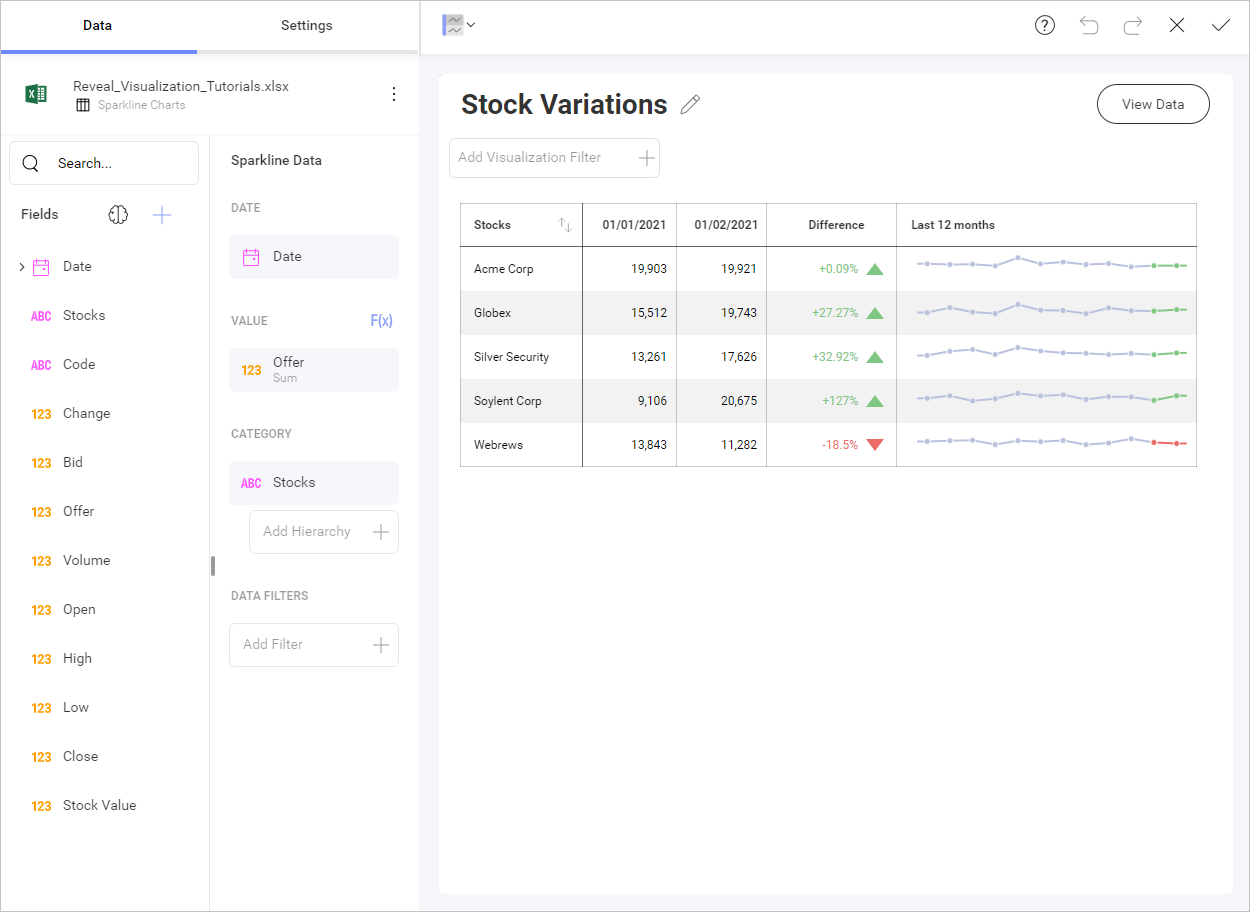 Data
Settings
Reveal_Visualization_Tutorials.xlsx
Sparkline Charts
Search...
Fields
Date
ABC Stocks
ABC Code
123 Change
123 Bid
123 Offer
123 Volume
123 Open
123 High
123 Low
123 Close
123 Stock Value
Sparkline Data
DATE
Date
VALUE F(x)
123 Offer
Sum
CATEGORY
ABC Stocks
Add Hierarchy
DATA FILTERS
Add Filter
?
Stock Variations
View Data
Add Visualization Filter
Stocks 01/01/2021 01/02/2021 Difference Last 12 months
Acme Corp 19,903 19,921 +0.09%
Globex 15,512 19,743 +27.27%
Silver Security 13,261 17,626 +32.92%
Soylent Corp 9,106 20,675 +127%
Webrews 13,843 11,282 -18.5%